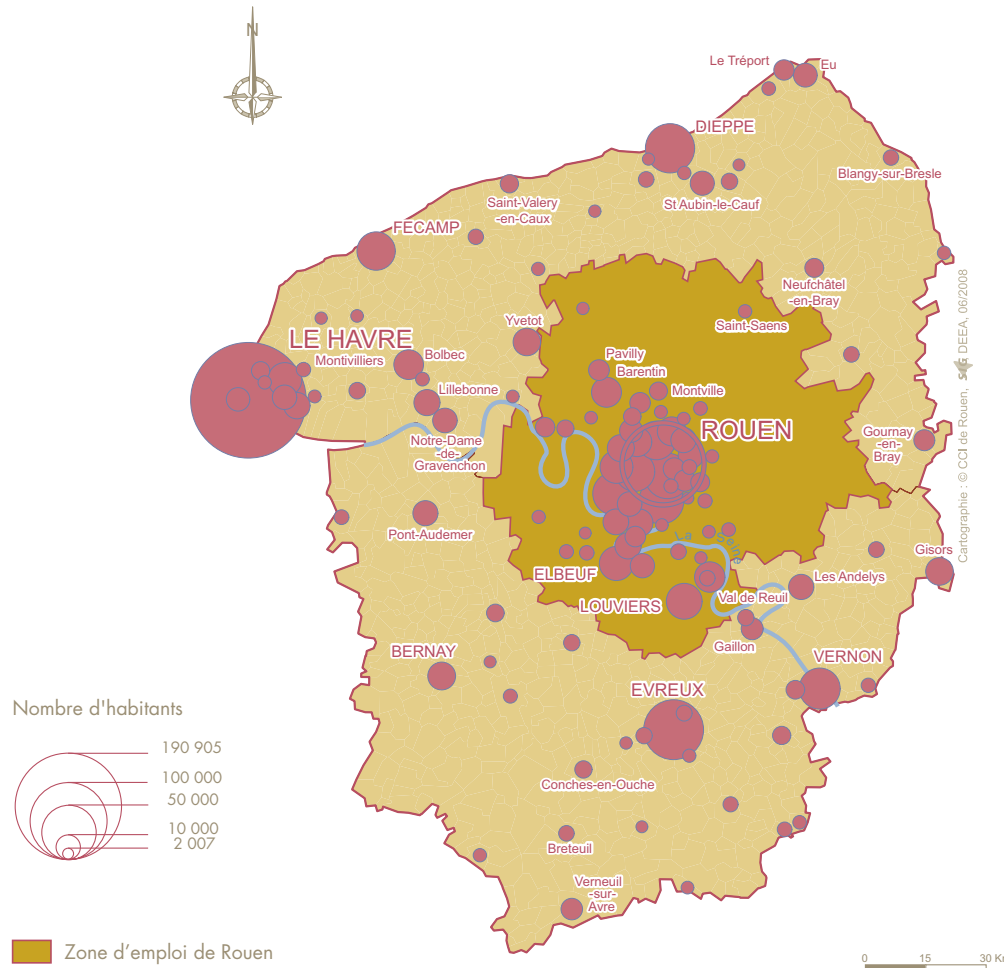 N
Le Tréport
Eu
DIEPPE
Blangy-sur-Bresle
Saint-Valery
-en-Caux
St Aubin-le-Cauf
FECAMP
Neufchâtel
-en-Bray
Saint-Saens
Yvetot
LE HAVRE
Montivilliers
Bolbec
Pavilly
Barentin
Montville
Lillebonne
ROUEN
Notre-Dame
-de-
Gravenchon
Gournay
-en-
Bray
Pont-Audemer
La Seine
Gisors
ELBEUF
Les Andelys
LOUVIERS
Val de Reuil
Gaillon
BERNAY
VERNON
EVREUX
Conches-en-Ouche
Breteuil
Verneuil
-sur-
Avre
Nombre d'habitants
190 905
100 000
50 000
10 000
2 007
Zone d’emploi de Rouen
0 15 30 K
Cartographie : © CCI de Rouen, DEEA, 06/2008